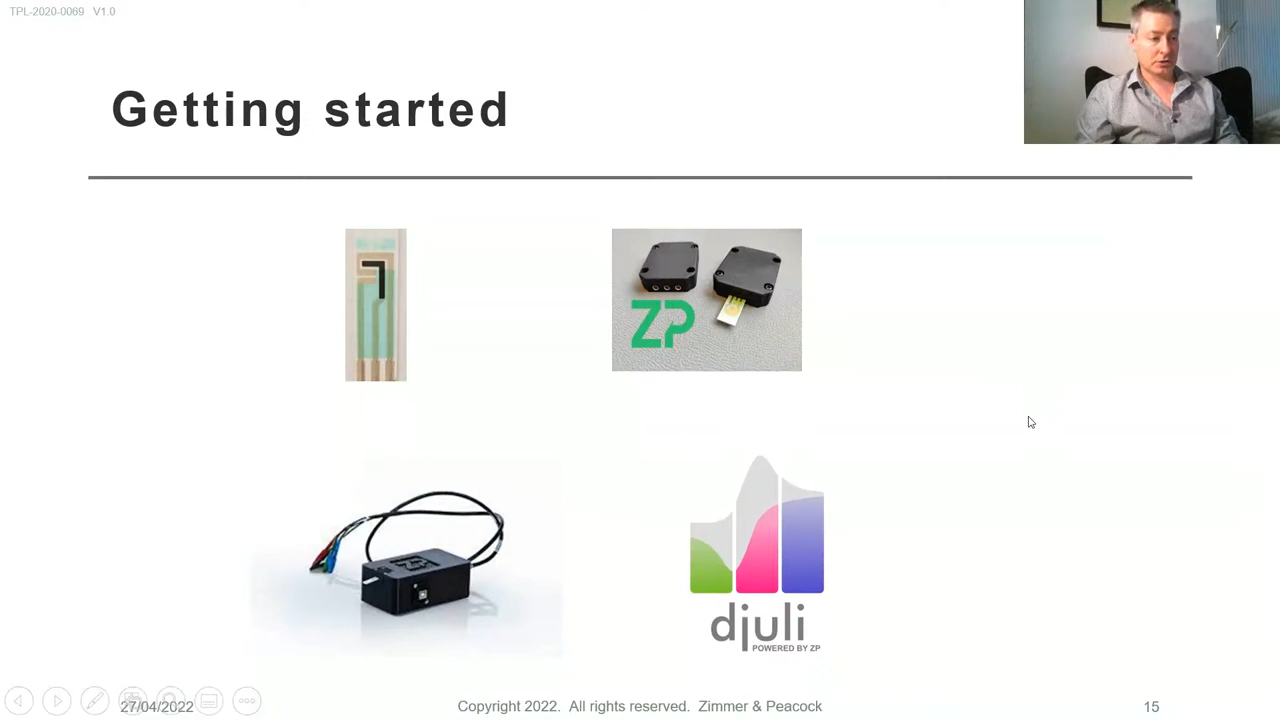 TPL-2020-0069 V1.0
Getting started
ZP
djuli
POWERED BY ZP
27/04/2022
Copyright 2022. All rights reserved. Zimmer & Peacock
15